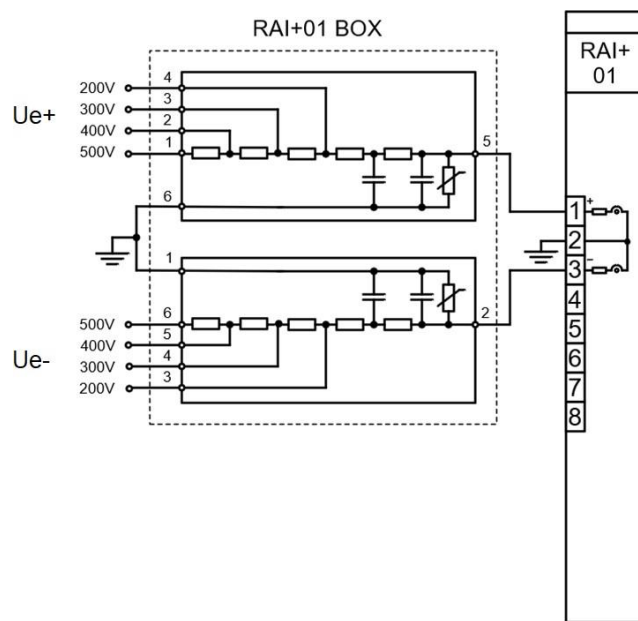 RAI+01 BOX
RAI+
01
Ue+
200V 4
300V 3
400V 2
500V 1
5
6
1
500V 6
400V 5
300V 4
200V 3
2
Ue-
1 +
2
3 −
4
5
6
7
8